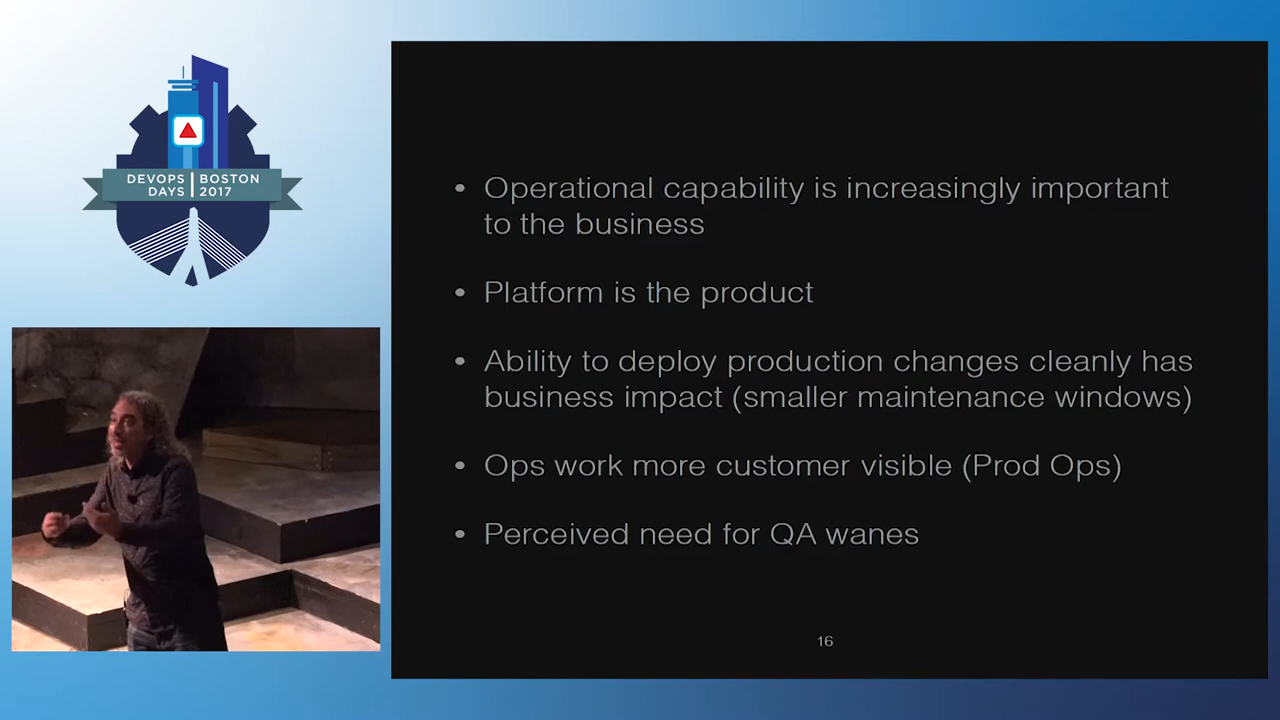 DEVOPS BOSTON
DAYS 2017
• Operational capability is increasingly important
to the business
• Platform is the product
• Ability to deploy production changes cleanly has
business impact (smaller maintenance windows)
• Ops work more customer visible (Prod Ops)
• Perceived need for QA wanes
16